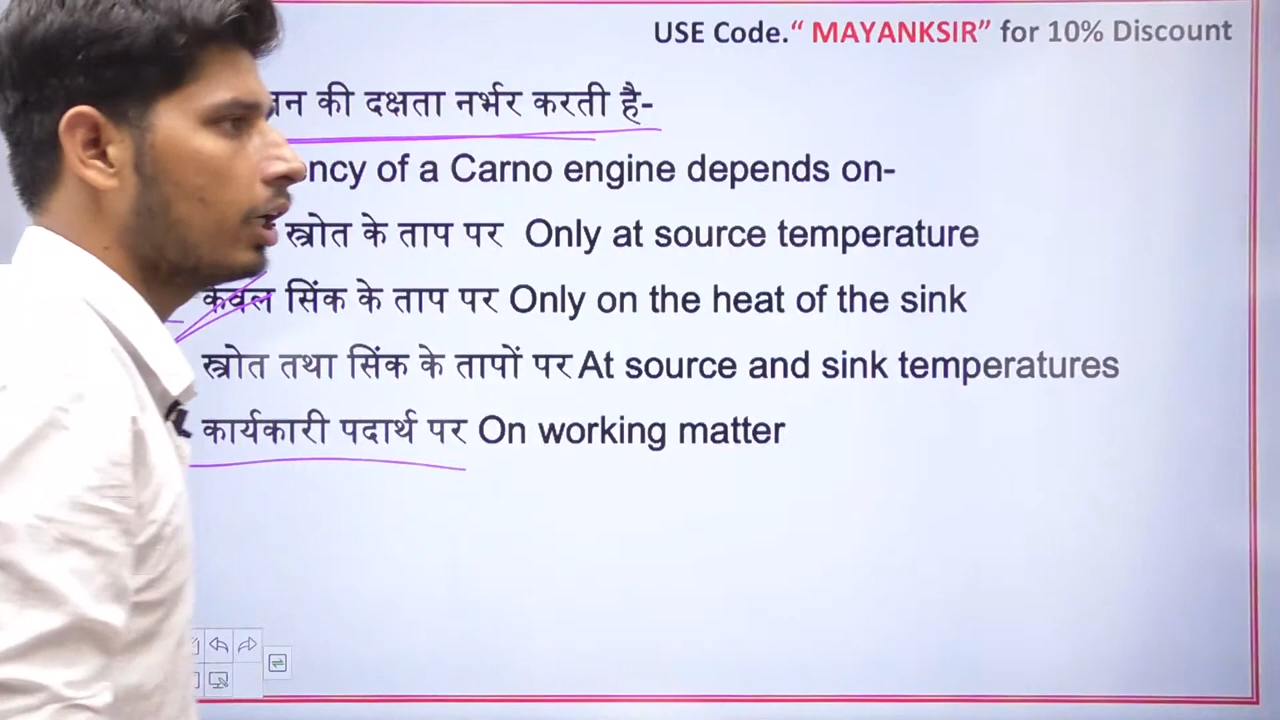 USE Code.“ MAYANKSIR” for 10% Discount
की दक्षता नर्भर करती है-
of a Carno engine depends on-
स्त्रोत के ताप पर Only at source temperature
केवल सिंक के ताप पर Only on the heat of the sink
स्त्रोत तथा सिंक के तापों पर At source and sink temperatures
कार्यकारी पदार्थ पर On working matter